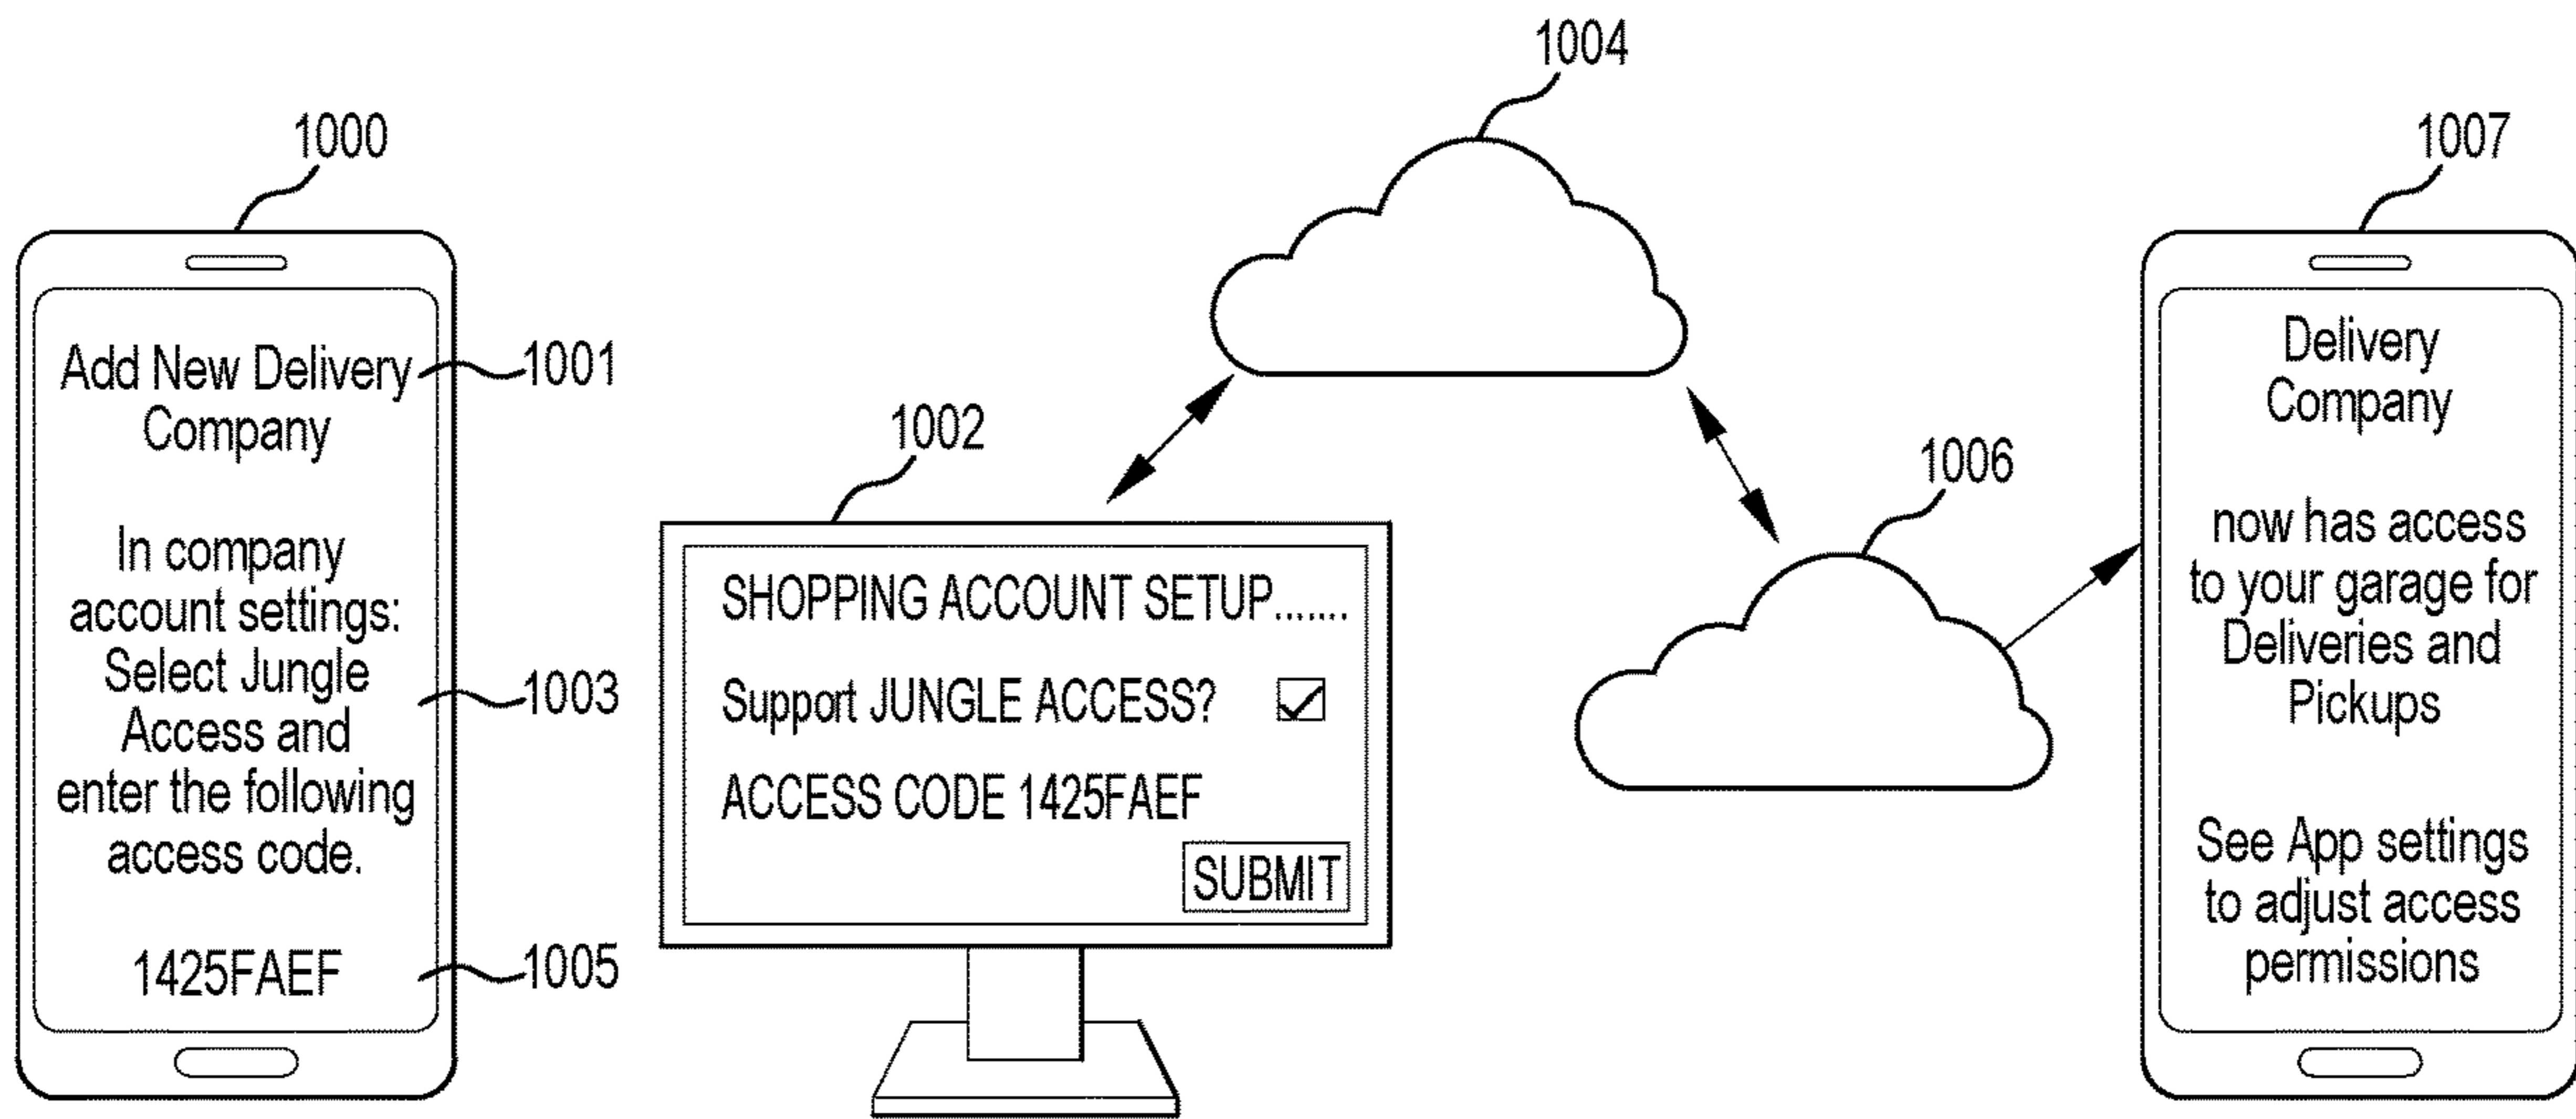 1000
Add New Delivery
Company
1001
In company
account settings:
Select Jungle
Access and
enter the following
access code.
1003
1425FAEF
1005
1002
SHOPPING ACCOUNT SETUP.......
Support JUNGLE ACCESS?
ACCESS CODE 1425FAEF
SUBMIT
1004
1006
1007
Delivery
Company
now has access
to your garage for
Deliveries and
Pickups
See App settings
to adjust access
permissions